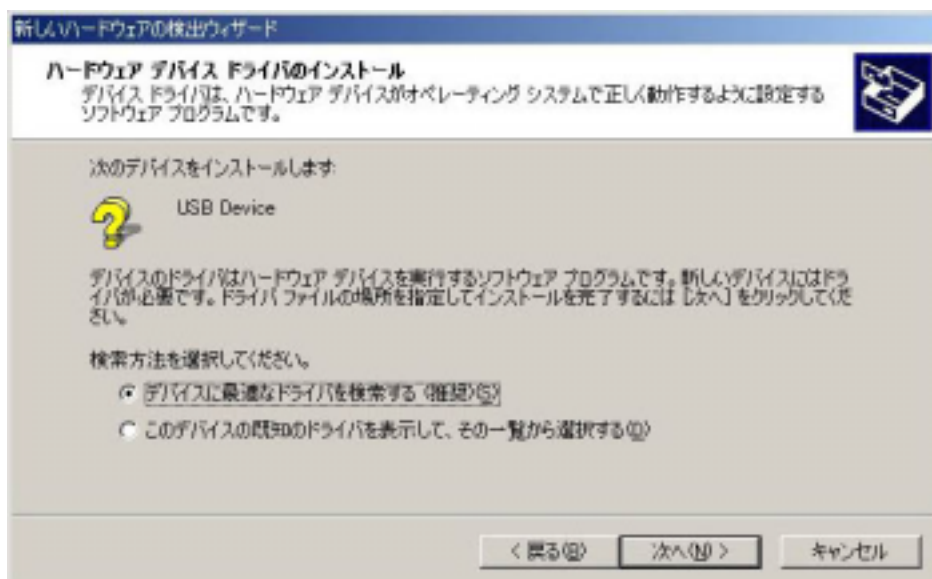 新しいハードウェアの検出ウィザード
ハードウェア デバイス ドライバのインストール
デバイス ドライバは、ハードウェア デバイスがオペレーティング システムで正しく動作するように設定する
ソフトウェア プログラムです。
次のデバイスをインストールします:
USB Device
デバイスのドライバはハードウェア デバイスを実行するソフトウェア プログラムです。新しいデバイスにはドラ
イバが必要です。ドライバ ファイルの場所を指定してインストールを完了するには [次へ] をクリックしてくだ
さい。
検索方法を選択してください。
デバイスに最適なドライバを検索する (推奨)(S)
このデバイスの既知のドライバを表示して、その一覧から選択する(D)
< 戻る(B)
次へ(N) >
キャンセル